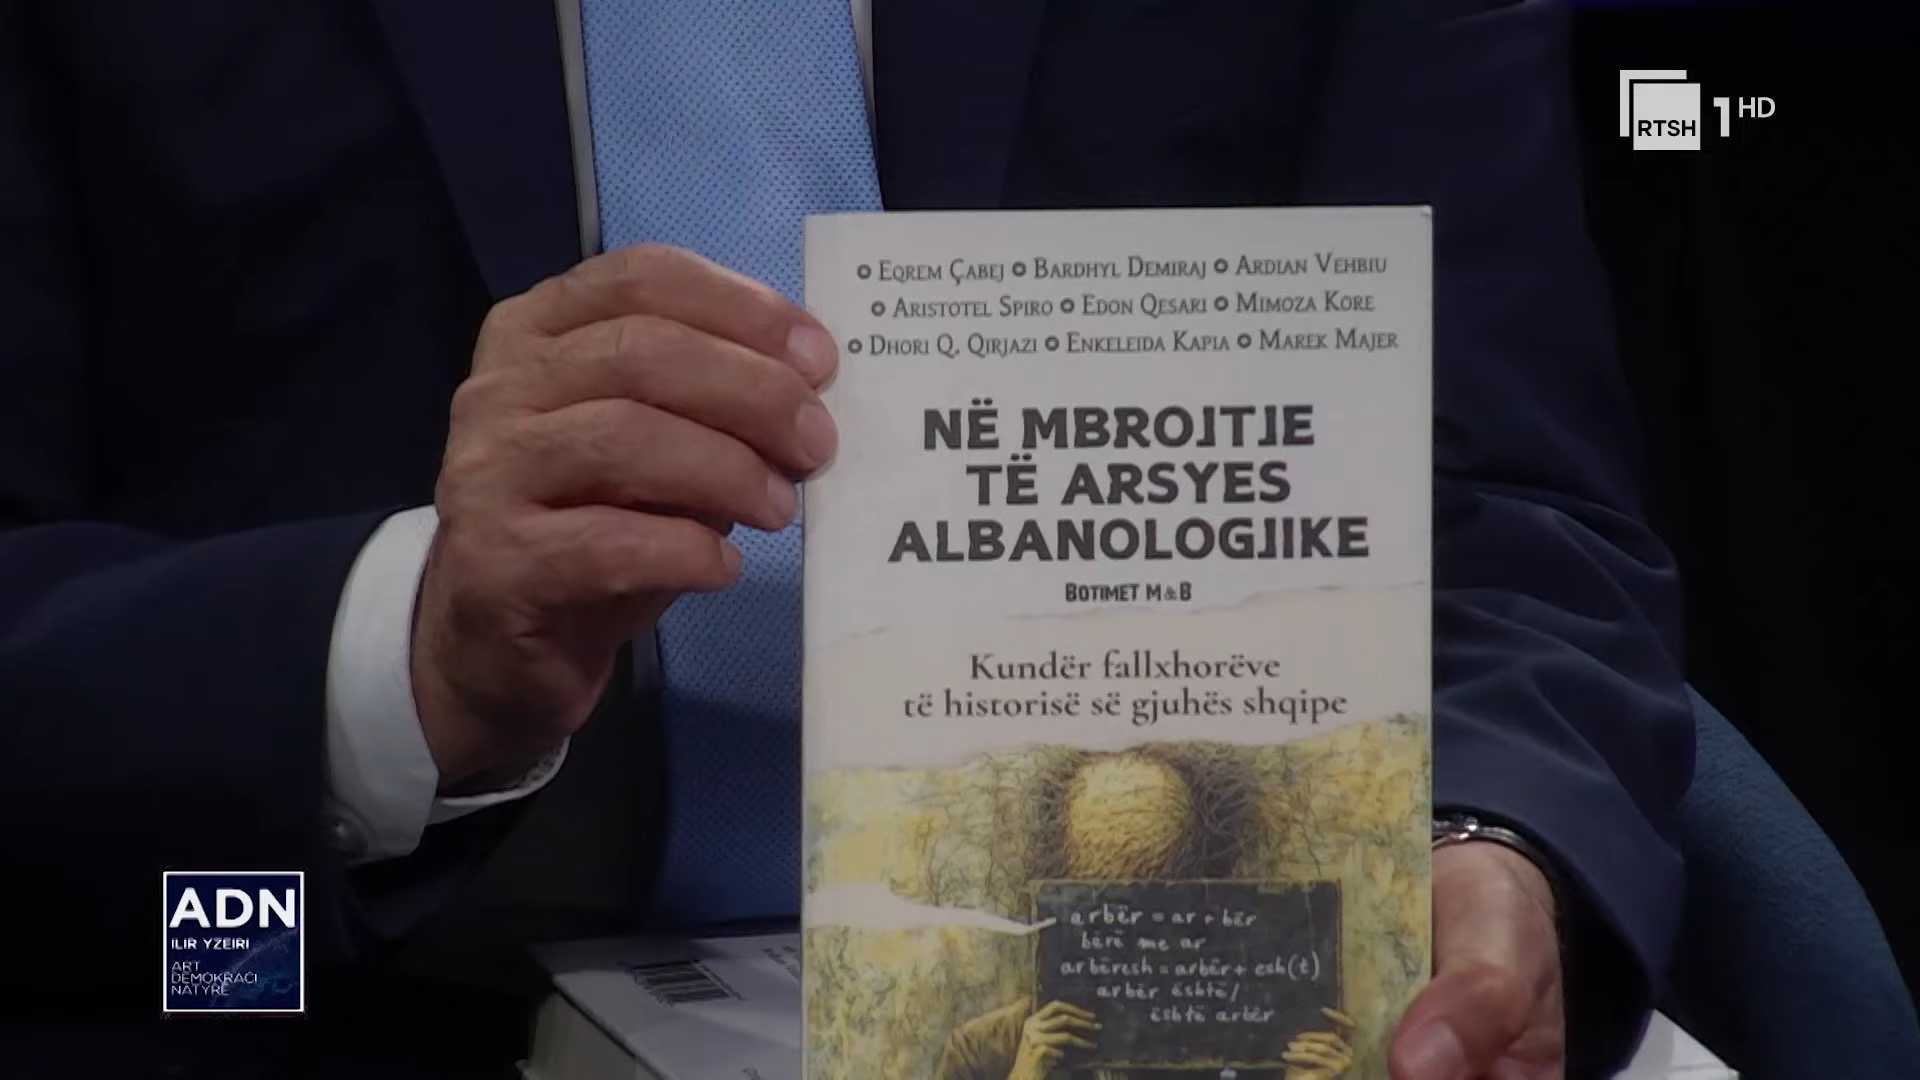 RTSH 1 HD
• EQREM ÇABEJ • BARDHYL DEMIRAJ • ARDIAN VEHBIU
• ARISTOTEL SPIRO • EDON QESARI • MIMOZA KORE
• DHORI Q. QIRJAZI • ENKELEIDA KAPIA • MAREK MAJER
NË MBROJTJE
TË ARSYES
ALBANOLOGJIKE
BOTIMET M&B
Kundër fallxhorëve
të historisë së gjuhës shqipe
arbër = ar + bër
bërë me ar
arbëresh = arbër + esh(t)
arbër është/
është arbër
ADN
ILIR YZEIRI
ART
DEMOKRACI
NATYRË